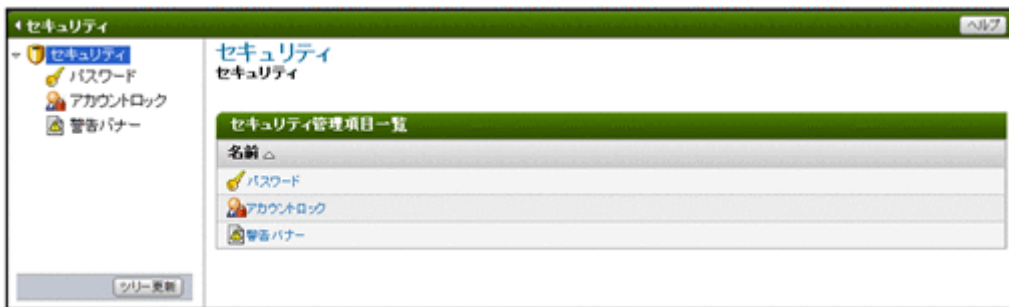 セキュリティ
ヘルプ
セキュリティ
パスワード
アカウントロック
警告バナー
ツリー更新
セキュリティ
セキュリティ
セキュリティ管理項目一覧
名前 △
パスワード
アカウントロック
警告バナー